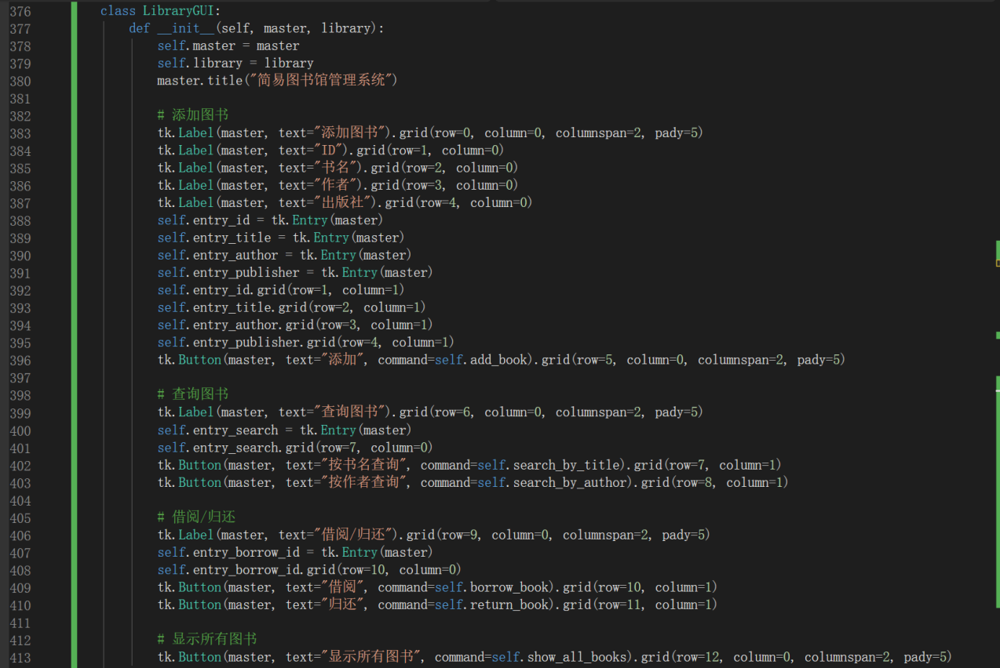 376 class LibraryGUI:
377     def __init__(self, master, library):
378         self.master = master
379         self.library = library
380         master.title("简易图书馆管理系统")
381
382         # 添加图书
383         tk.Label(master, text="添加图书").grid(row=0, column=0, columnspan=2, pady=5)
384         tk.Label(master, text="ID").grid(row=1, column=0)
385         tk.Label(master, text="书名").grid(row=2, column=0)
386         tk.Label(master, text="作者").grid(row=3, column=0)
387         tk.Label(master, text="出版社").grid(row=4, column=0)
388         self.entry_id = tk.Entry(master)
389         self.entry_title = tk.Entry(master)
390         self.entry_author = tk.Entry(master)
391         self.entry_publisher = tk.Entry(master)
392         self.entry_id.grid(row=1, column=1)
393         self.entry_title.grid(row=2, column=1)
394         self.entry_author.grid(row=3, column=1)
395         self.entry_publisher.grid(row=4, column=1)
396         tk.Button(master, text="添加", command=self.add_book).grid(row=5, column=0, columnspan=2, pady=5)
397
398         # 查询图书
399         tk.Label(master, text="查询图书").grid(row=6, column=0, columnspan=2, pady=5)
400         self.entry_search = tk.Entry(master)
401         self.entry_search.grid(row=7, column=0)
402         tk.Button(master, text="按书名查询", command=self.search_by_title).grid(row=7, column=1)
403         tk.Button(master, text="按作者查询", command=self.search_by_author).grid(row=8, column=1)
404
405         # 借阅/归还
406         tk.Label(master, text="借阅/归还").grid(row=9, column=0, columnspan=2, pady=5)
407         self.entry_borrow_id = tk.Entry(master)
408         self.entry_borrow_id.grid(row=10, column=0)
409         tk.Button(master, text="借阅", command=self.borrow_book).grid(row=10, column=1)
410         tk.Button(master, text="归还", command=self.return_book).grid(row=11, column=1)
411
412         # 显示所有图书
413         tk.Button(master, text="显示所有图书", command=self.show_all_books).grid(row=12, column=0, columnspan=2, pady=5)